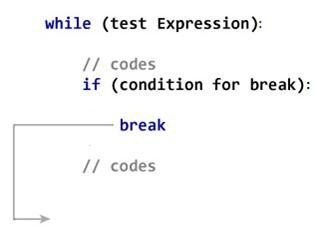 while (test Expression):
// codes
if (condition for break):
break
// codes